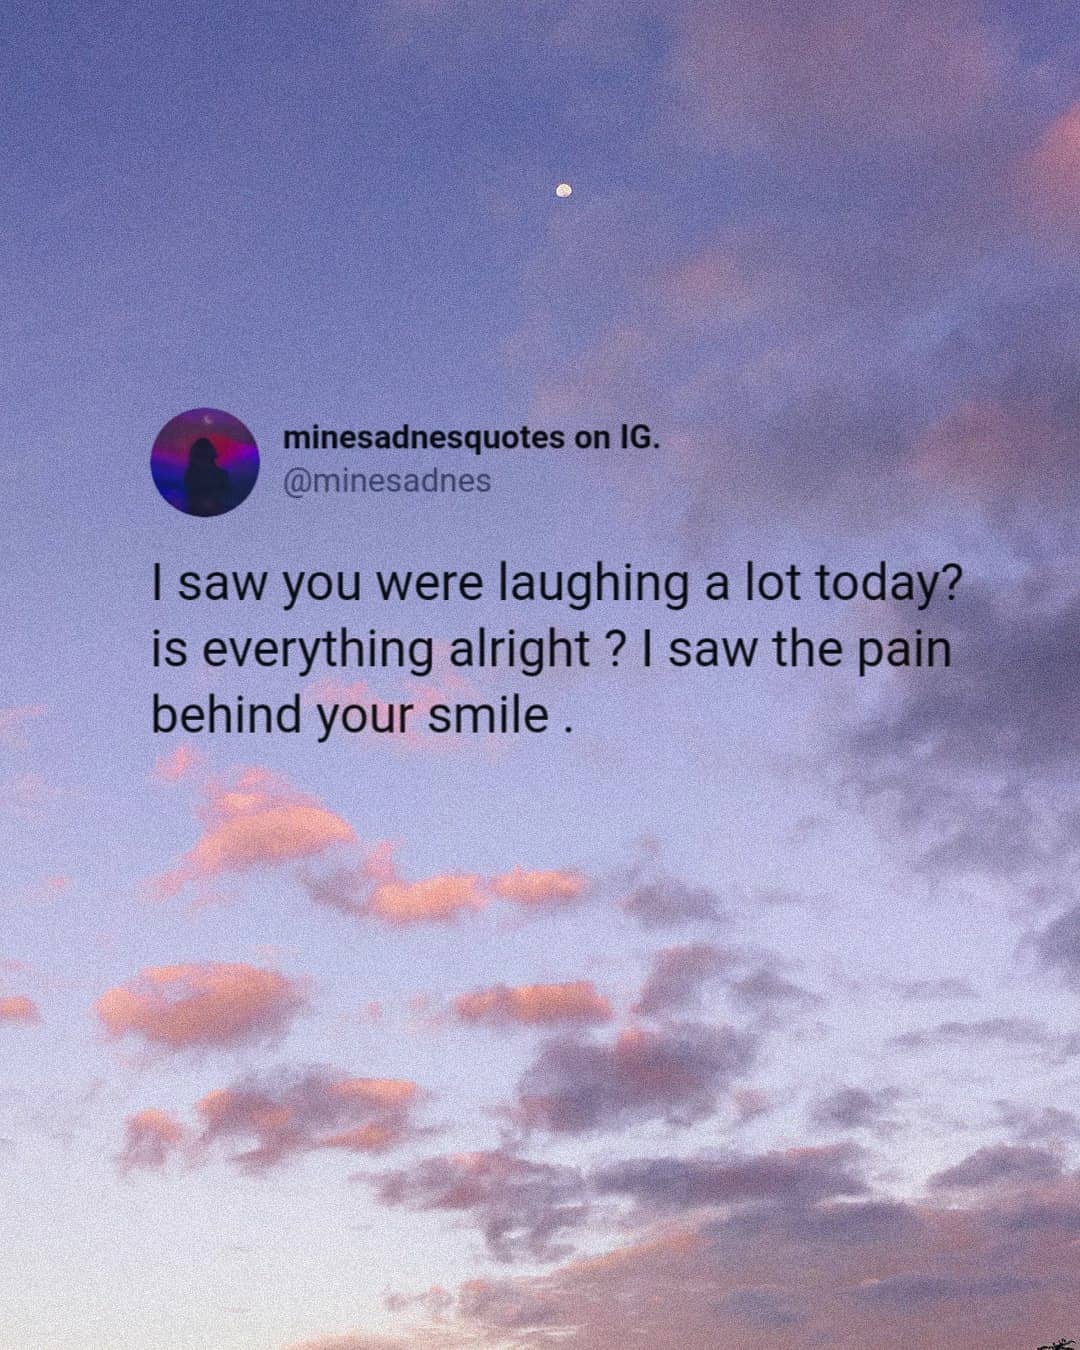 minesadnesquotes on IG.
@minesadnes
I saw you were laughing a lot today?
is everything alright ? I saw the pain
behind your smile .